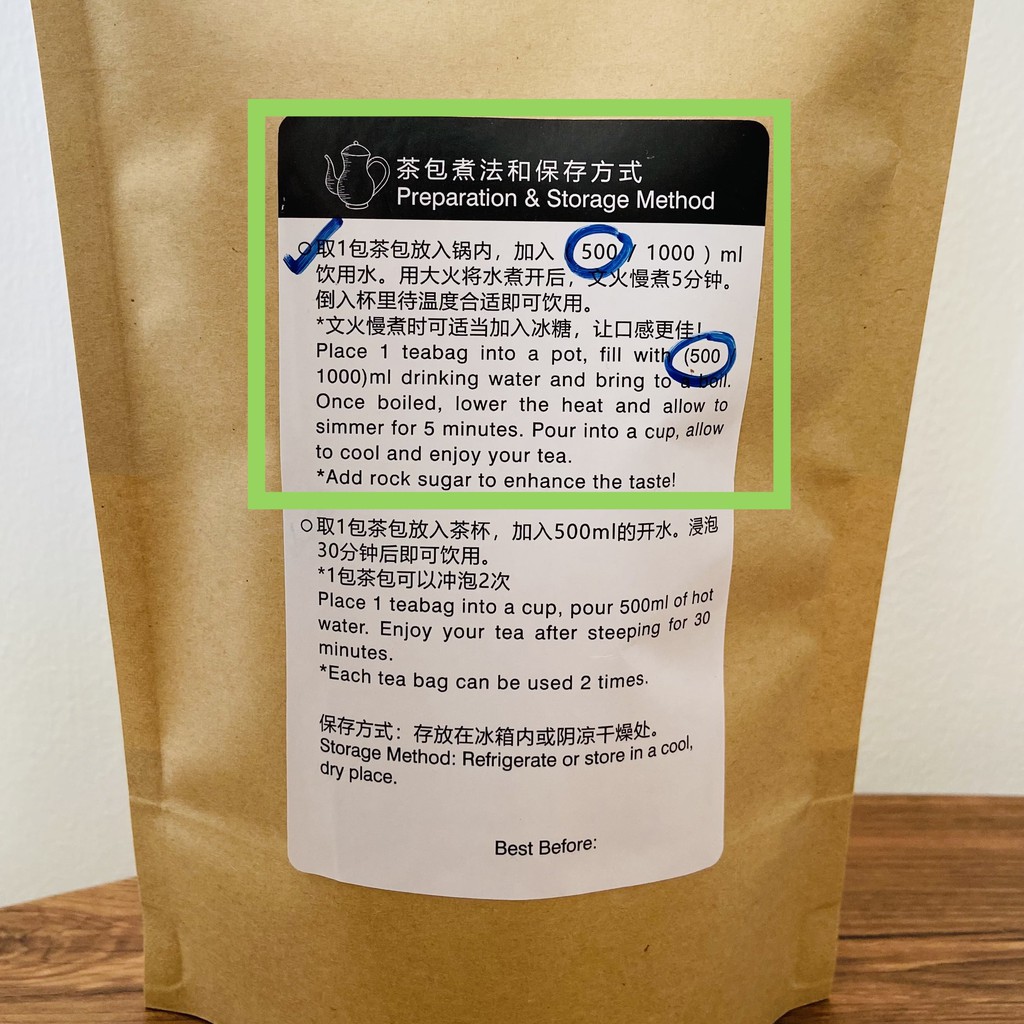 茶包煮法和保存方式
Preparation & Storage Method
取1包茶包放入锅内，加入 ( 500 / 1000 ) ml
饮用水。用大火将水煮开后，文火慢煮5分钟。
倒入杯里待温度合适即可饮用。
*文火慢煮时可适当加入冰糖，让口感更佳!
Place 1 teabag into a pot, fill with (500 /
1000)ml drinking water and bring to a boil.
Once boiled, lower the heat and allow to
simmer for 5 minutes. Pour into a cup, allow
to cool and enjoy your tea.
*Add rock sugar to enhance the taste!
取1包茶包放入茶杯，加入500ml的开水。浸泡
30分钟后即可饮用。
*1包茶包可以冲泡2次
Place 1 teabag into a cup, pour 500ml of hot
water. Enjoy your tea after steeping for 30
minutes.
*Each tea bag can be used 2 times.
保存方式：存放在冰箱内或阴凉干燥处。
Storage Method: Refrigerate or store in a cool,
dry place.
Best Before: